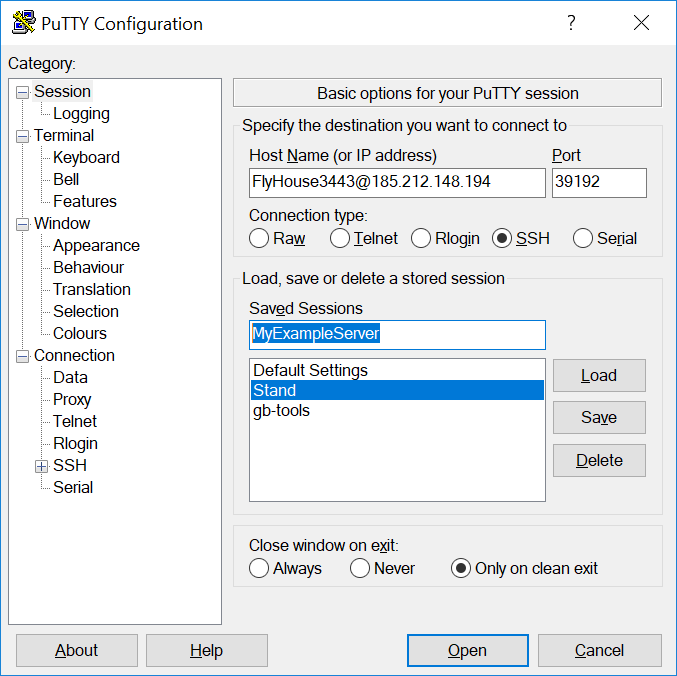 PuTTY Configuration
?
Category:
Session
Logging
Terminal
Keyboard
Bell
Features
Window
Appearance
Behaviour
Translation
Selection
Colours
Connection
Data
Proxy
Telnet
Rlogin
SSH
Serial
Basic options for your PuTTY session
Specify the destination you want to connect to
Host Name (or IP address) Port
FlyHouse3443@185.212.148.194 39192
Connection type:
Raw Telnet Rlogin SSH Serial
Load, save or delete a stored session
Saved Sessions
MyExampleServer
Default Settings
Stand
gb-tools
Load
Save
Delete
Close window on exit:
Always Never Only on clean exit
About Help Open Cancel